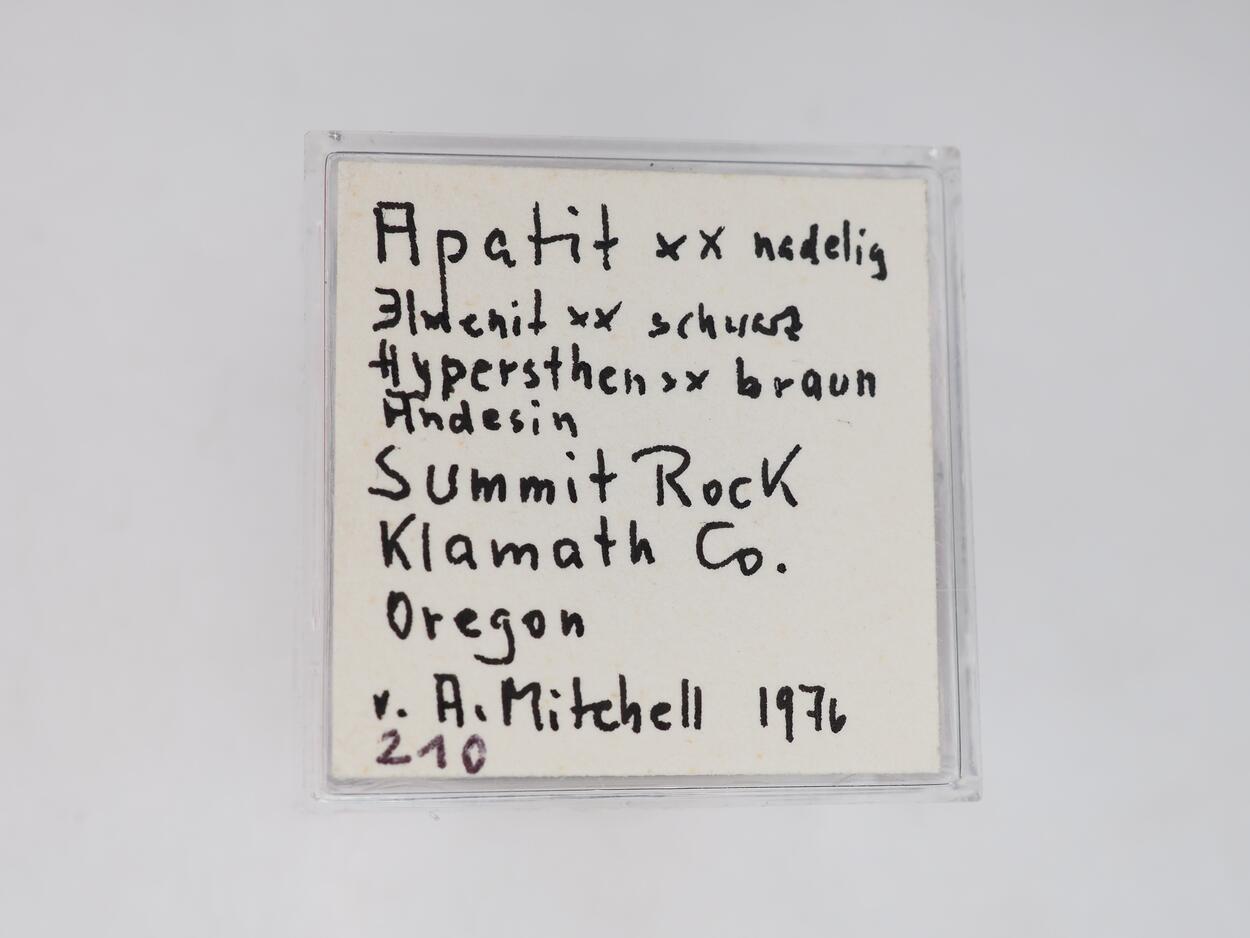 Apatit xx nadelig
Ilmenit xx schwarz
Hypersthen xx braun
Andesin
Summit Rock
Klamath Co.
Oregon
v. A. Mitchell 1976
210